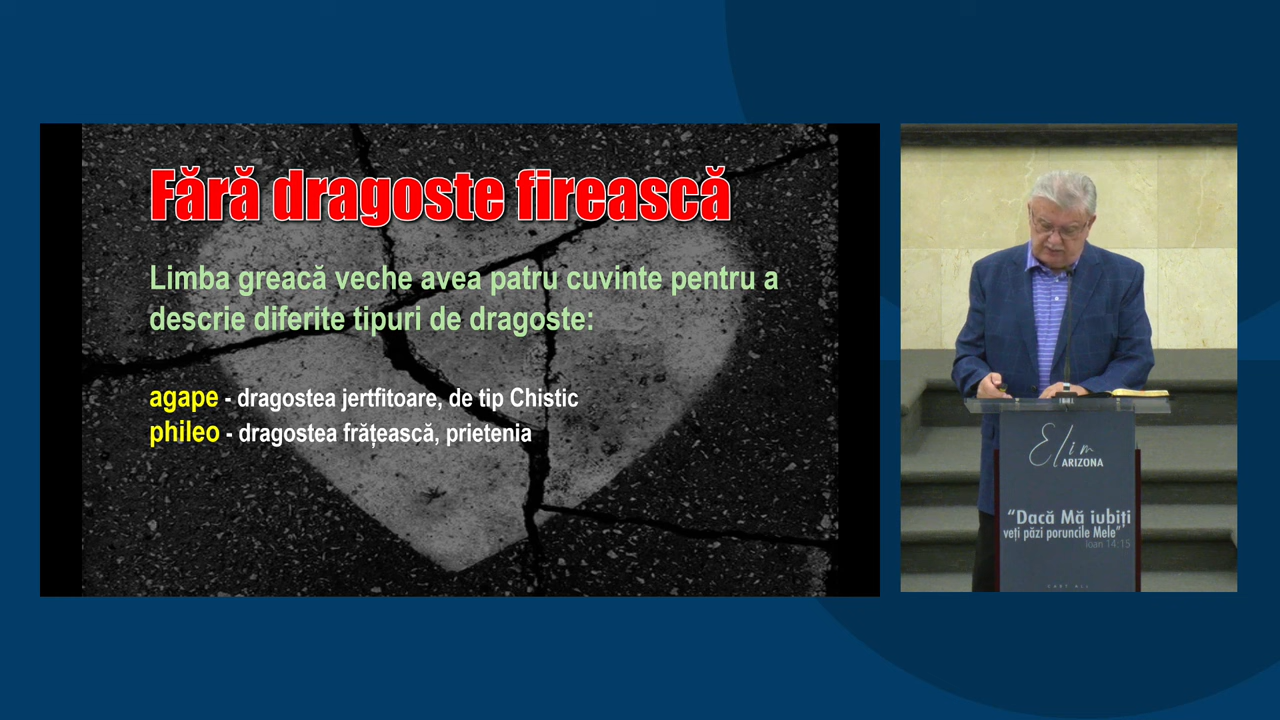 Fără dragoste firească
Limba greacă veche avea patru cuvinte pentru a
descrie diferite tipuri de dragoste:
agape - dragostea jertfitoare, de tip Chistic
phileo - dragostea frățească, prietenia
Elim
ARIZONA
“Dacă Mă iubiți
veți păzi poruncile Mele”
Ioan 14:15